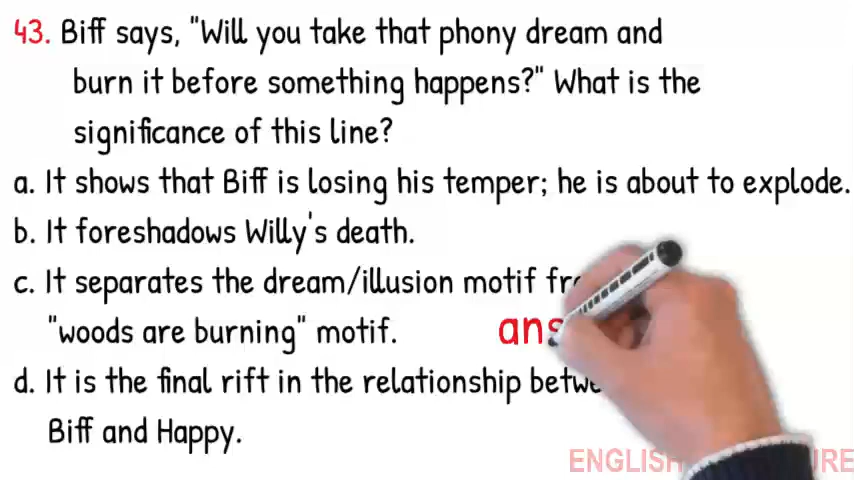 43. Biff says, "Will you take that phony dream and
burn it before something happens?" What is the
significance of this line?
a. It shows that Biff is losing his temper; he is about to explode.
b. It foreshadows Willy's death.
c. It separates the dream/illusion motif
"woods are burning" motif. ans
d. It is the final rift in the relationship
Biff and Happy.
ENGLISH